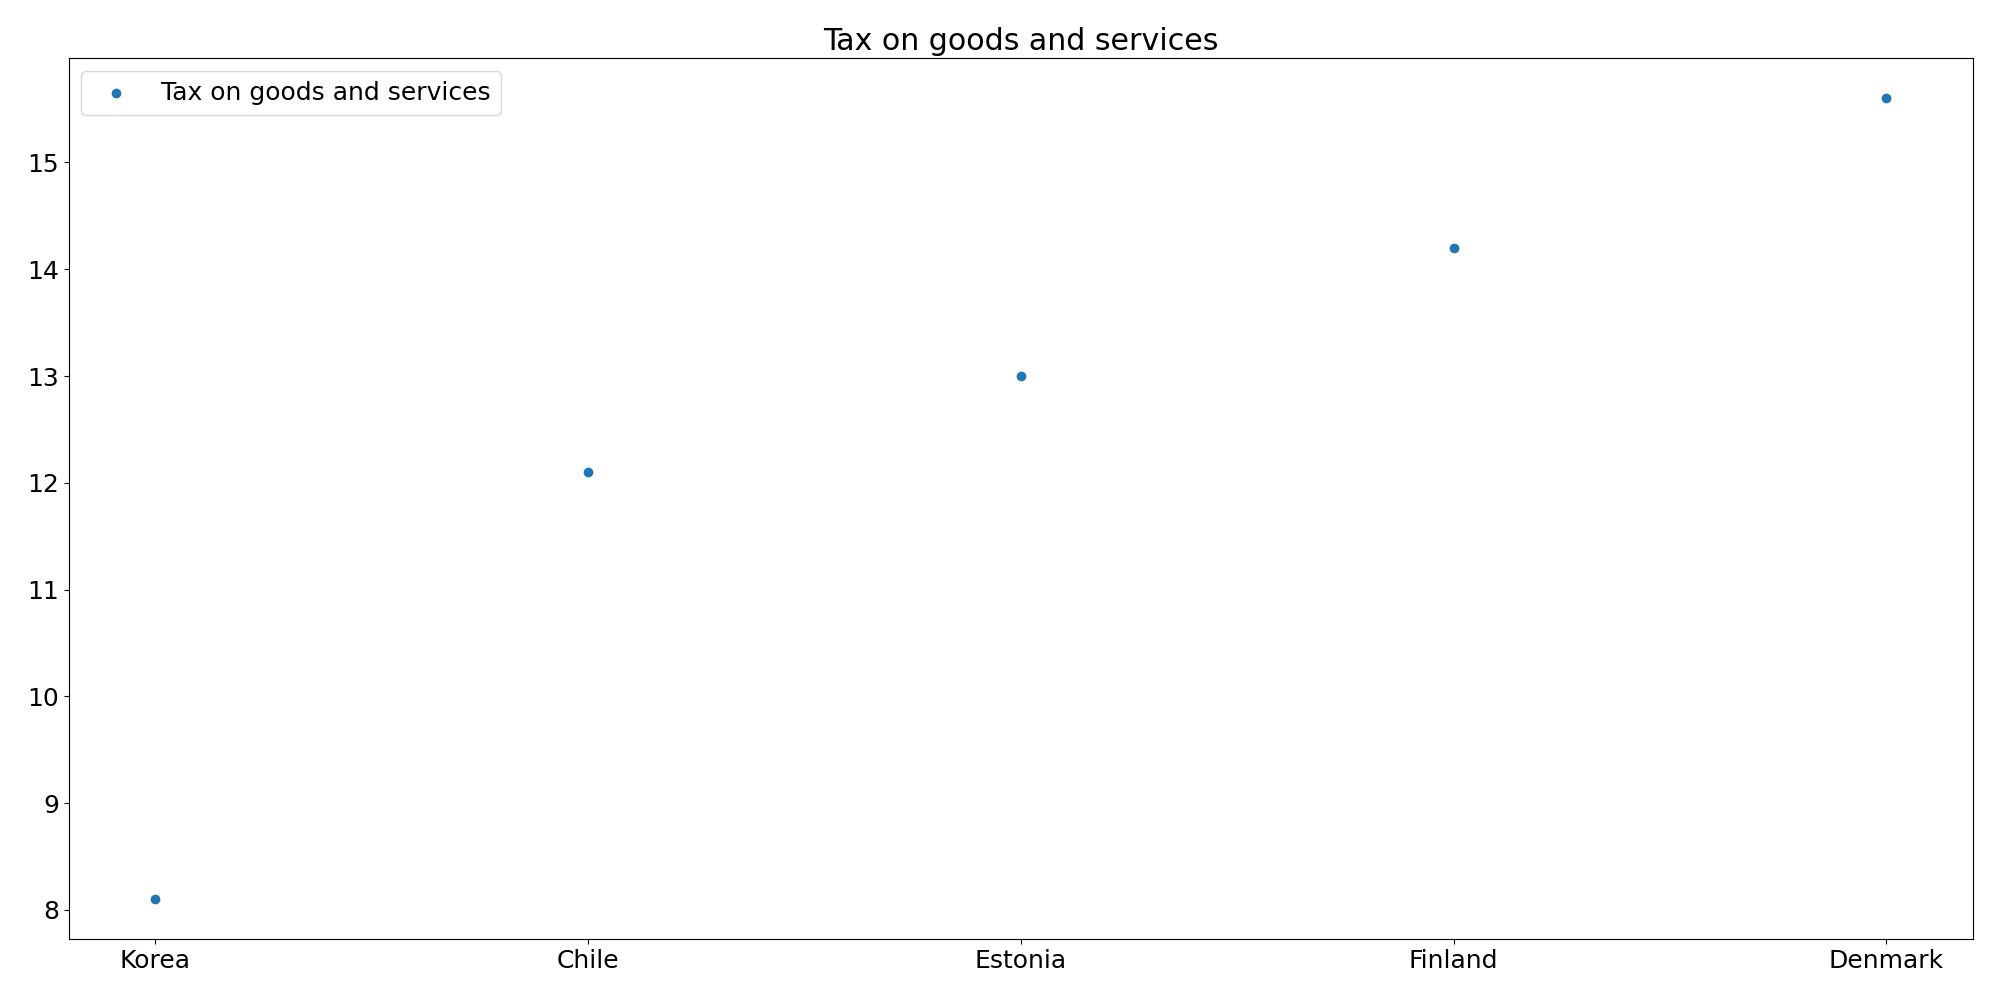 Tax on goods and services
Tax on goods and services
15
14
13
12
11
10
9
8
Korea Chile Estonia Finland Denmark